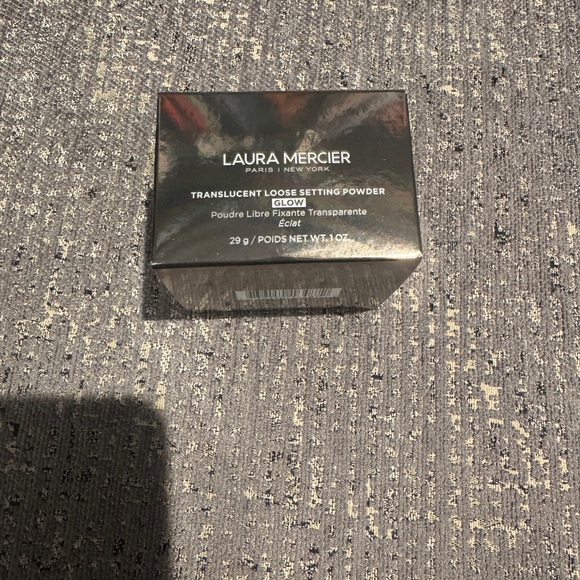 LAURA MERCIER
PARIS | NEW YORK
TRANSLUCENT LOOSE SETTING POWDER
GLOW
Poudre Libre Fixante Transparente
Éclat
29 g / POIDS NET WT. 1 OZ.